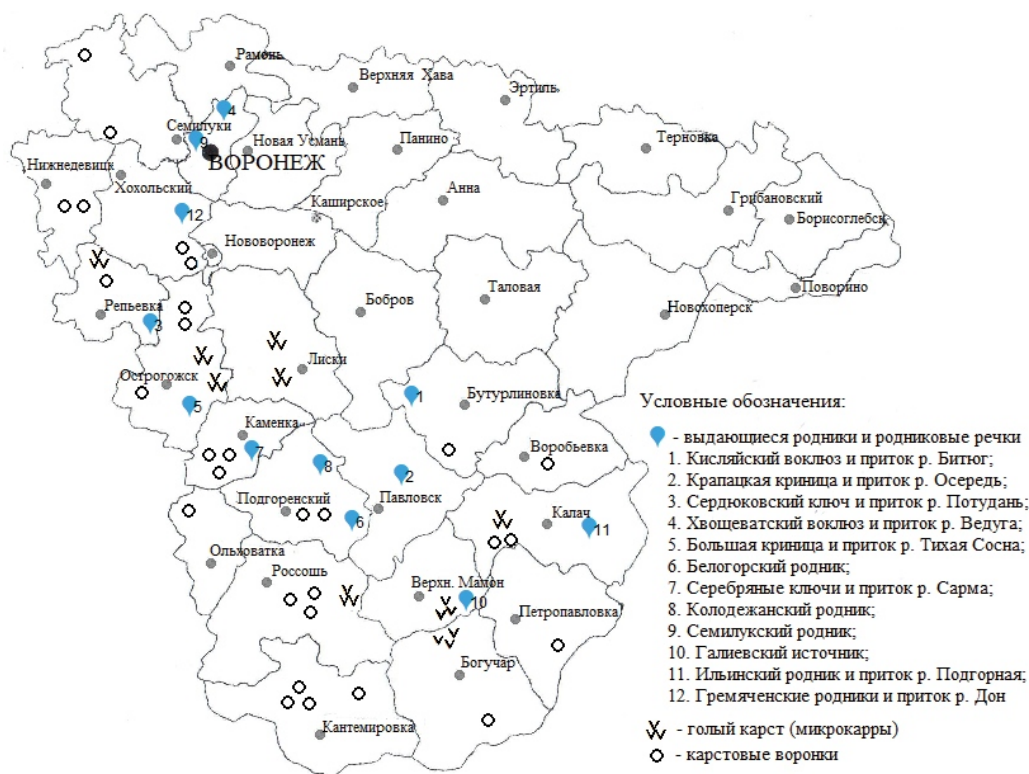 Рамонь
Верхняя Хава
Эртиль
4
Семилуки
9
Новая Усмань
Панино
Терновка
ВОРОНЕЖ
Нижнедевицк
Хохольский
Анна
Грибановский
12
Каширское
Борисоглебск
Нововоронеж
Таловая
Поворино
Бобров
Новохоперск
Репьевка
3
Лиски
Острогожск
1
Бутурлиновка
5
Каменка
7
Воробьевка
8
2
Подгоренский
Павловск
6
Калач
11
Ольховатка
Россошь
Верхн. Мамон
10
Петропавловка
Богучар
Кантемировка
Условные обозначения:
- выдающиеся родники и родниковые речки
1. Кисляйский воклюз и приток р. Битюг;
2. Крапацкая криница и приток р. Осередь;
3. Сердюковский ключ и приток р. Потудань;
4. Хвощеватский воклюз и приток р. Ведуга;
5. Большая криница и приток р. Тихая Сосна;
6. Белогорский родник;
7. Серебряные ключи и приток р. Сарма;
8. Колодежанский родник;
9. Семилукский родник;
10. Галиевский источник;
11. Ильинский родник и приток р. Подгорная;
12. Гремяченские родники и приток р. Дон
- голый карст (микрокарры)
- карстовые воронки